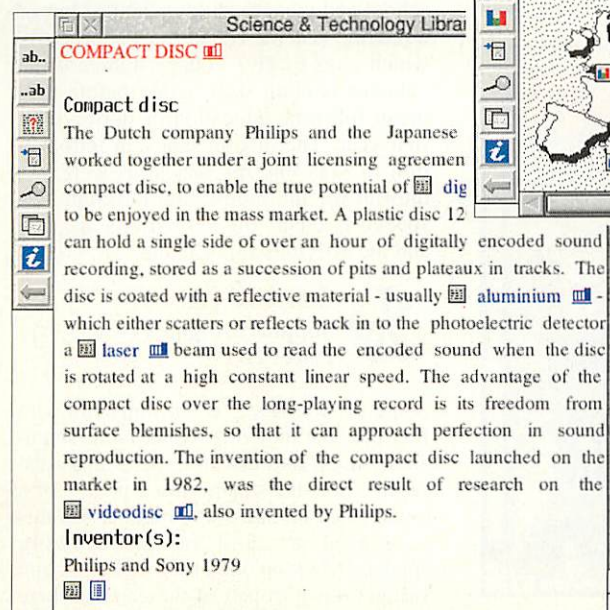 Science & Technology Librar
COMPACT DISC
ab..
..ab
Compact disc
The Dutch company Philips and the Japanese
worked together under a joint licensing agreemen
compact disc, to enable the true potential of dig
to be enjoyed in the mass market. A plastic disc 12
can hold a single side of over an hour of digitally encoded sound
recording, stored as a succession of pits and plateaux in tracks. The
disc is coated with a reflective material - usually aluminium -
which either scatters or reflects back in to the photoelectric detector
a laser beam used to read the encoded sound when the disc
is rotated at a high constant linear speed. The advantage of the
compact disc over the long-playing record is its freedom from
surface blemishes, so that it can approach perfection in sound
reproduction. The invention of the compact disc launched on the
market in 1982, was the direct result of research on the
videodisc, also invented by Philips.
Inventor(s):
Philips and Sony 1979